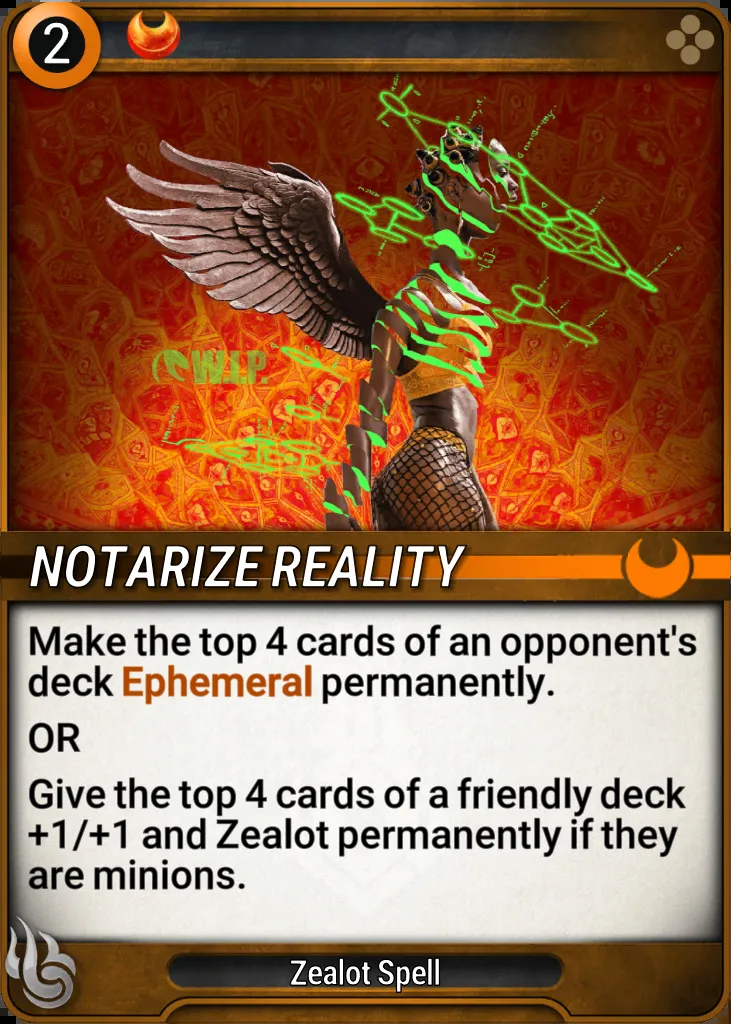 2
W.I.P.
NOTARIZE REALITY
Make the top 4 cards of an opponent's
deck Ephemeral permanently.
OR
Give the top 4 cards of a friendly deck
+1/+1 and Zealot permanently if they
are minions.
Zealot Spell